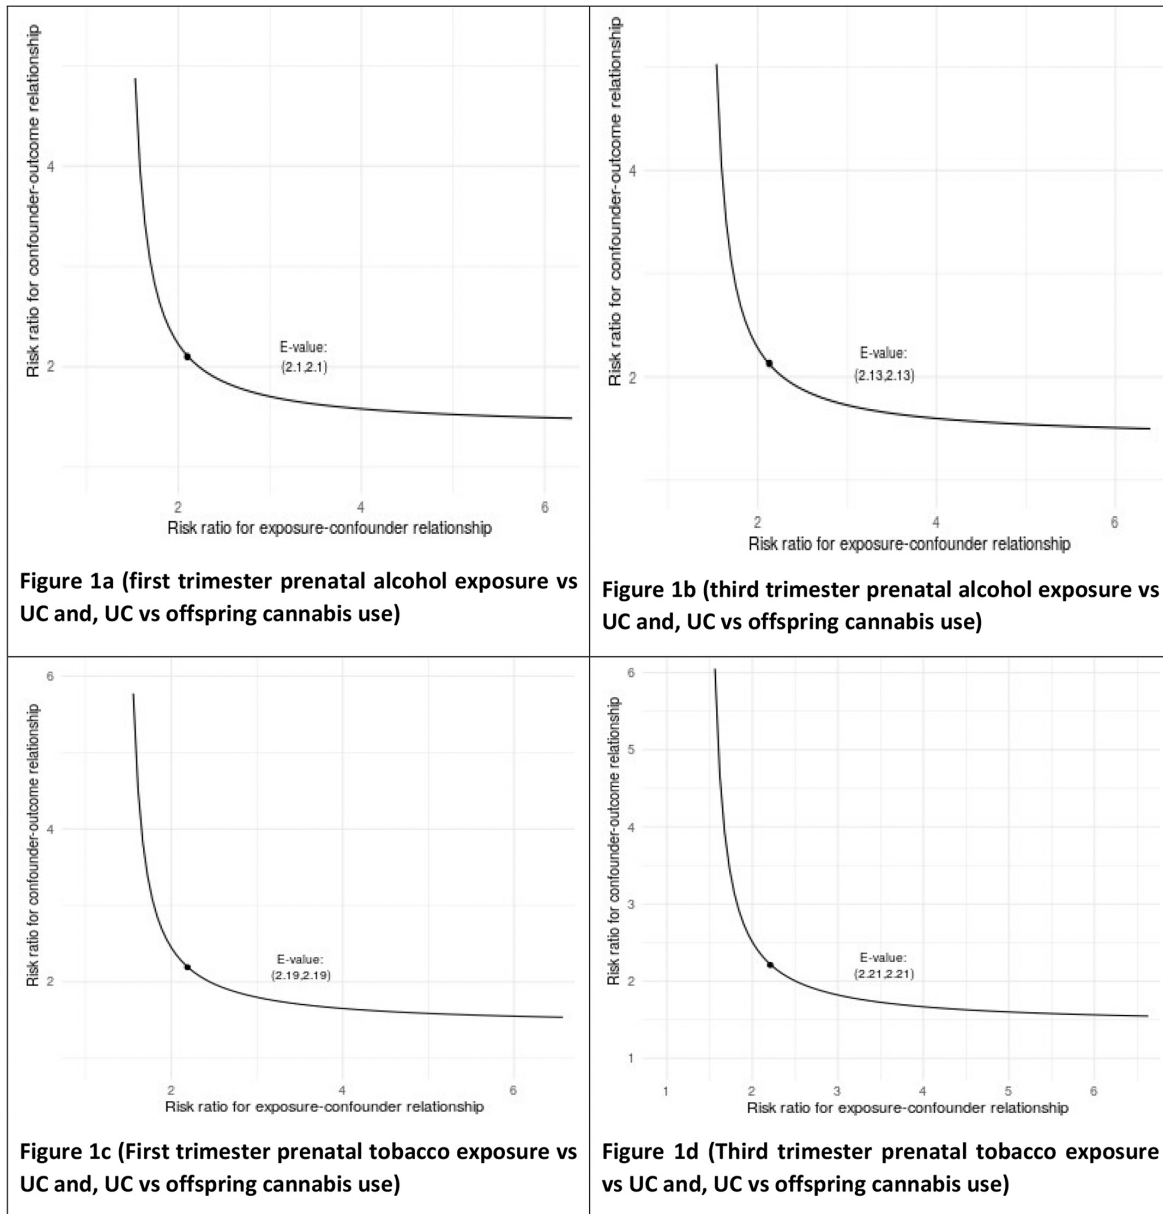 Risk ratio for confounder-outcome relationship
4
2
E-value:
(2.1,2.1)
2 4 6
Risk ratio for exposure-confounder relationship
Figure 1a (first trimester prenatal alcohol exposure vs
UC and, UC vs offspring cannabis use)
Risk ratio for confounder-outcome relationship
4
2
E-value:
(2.13,2.13)
2 4 6
Risk ratio for exposure-confounder relationship
Figure 1b (third trimester prenatal alcohol exposure vs
UC and, UC vs offspring cannabis use)
Risk ratio for confounder-outcome relationship
6
4
2
E-value:
(2.19,2.19)
2 4 6
Risk ratio for exposure-confounder relationship
Figure 1c (First trimester prenatal tobacco exposure vs
UC and, UC vs offspring cannabis use)
Risk ratio for confounder-outcome relationship
6
5
4
3
2
1
E-value:
(2.21,2.21)
1 2 3 4 5 6
Risk ratio for exposure-confounder relationship
Figure 1d (Third trimester prenatal tobacco exposure
vs UC and, UC vs offspring cannabis use)